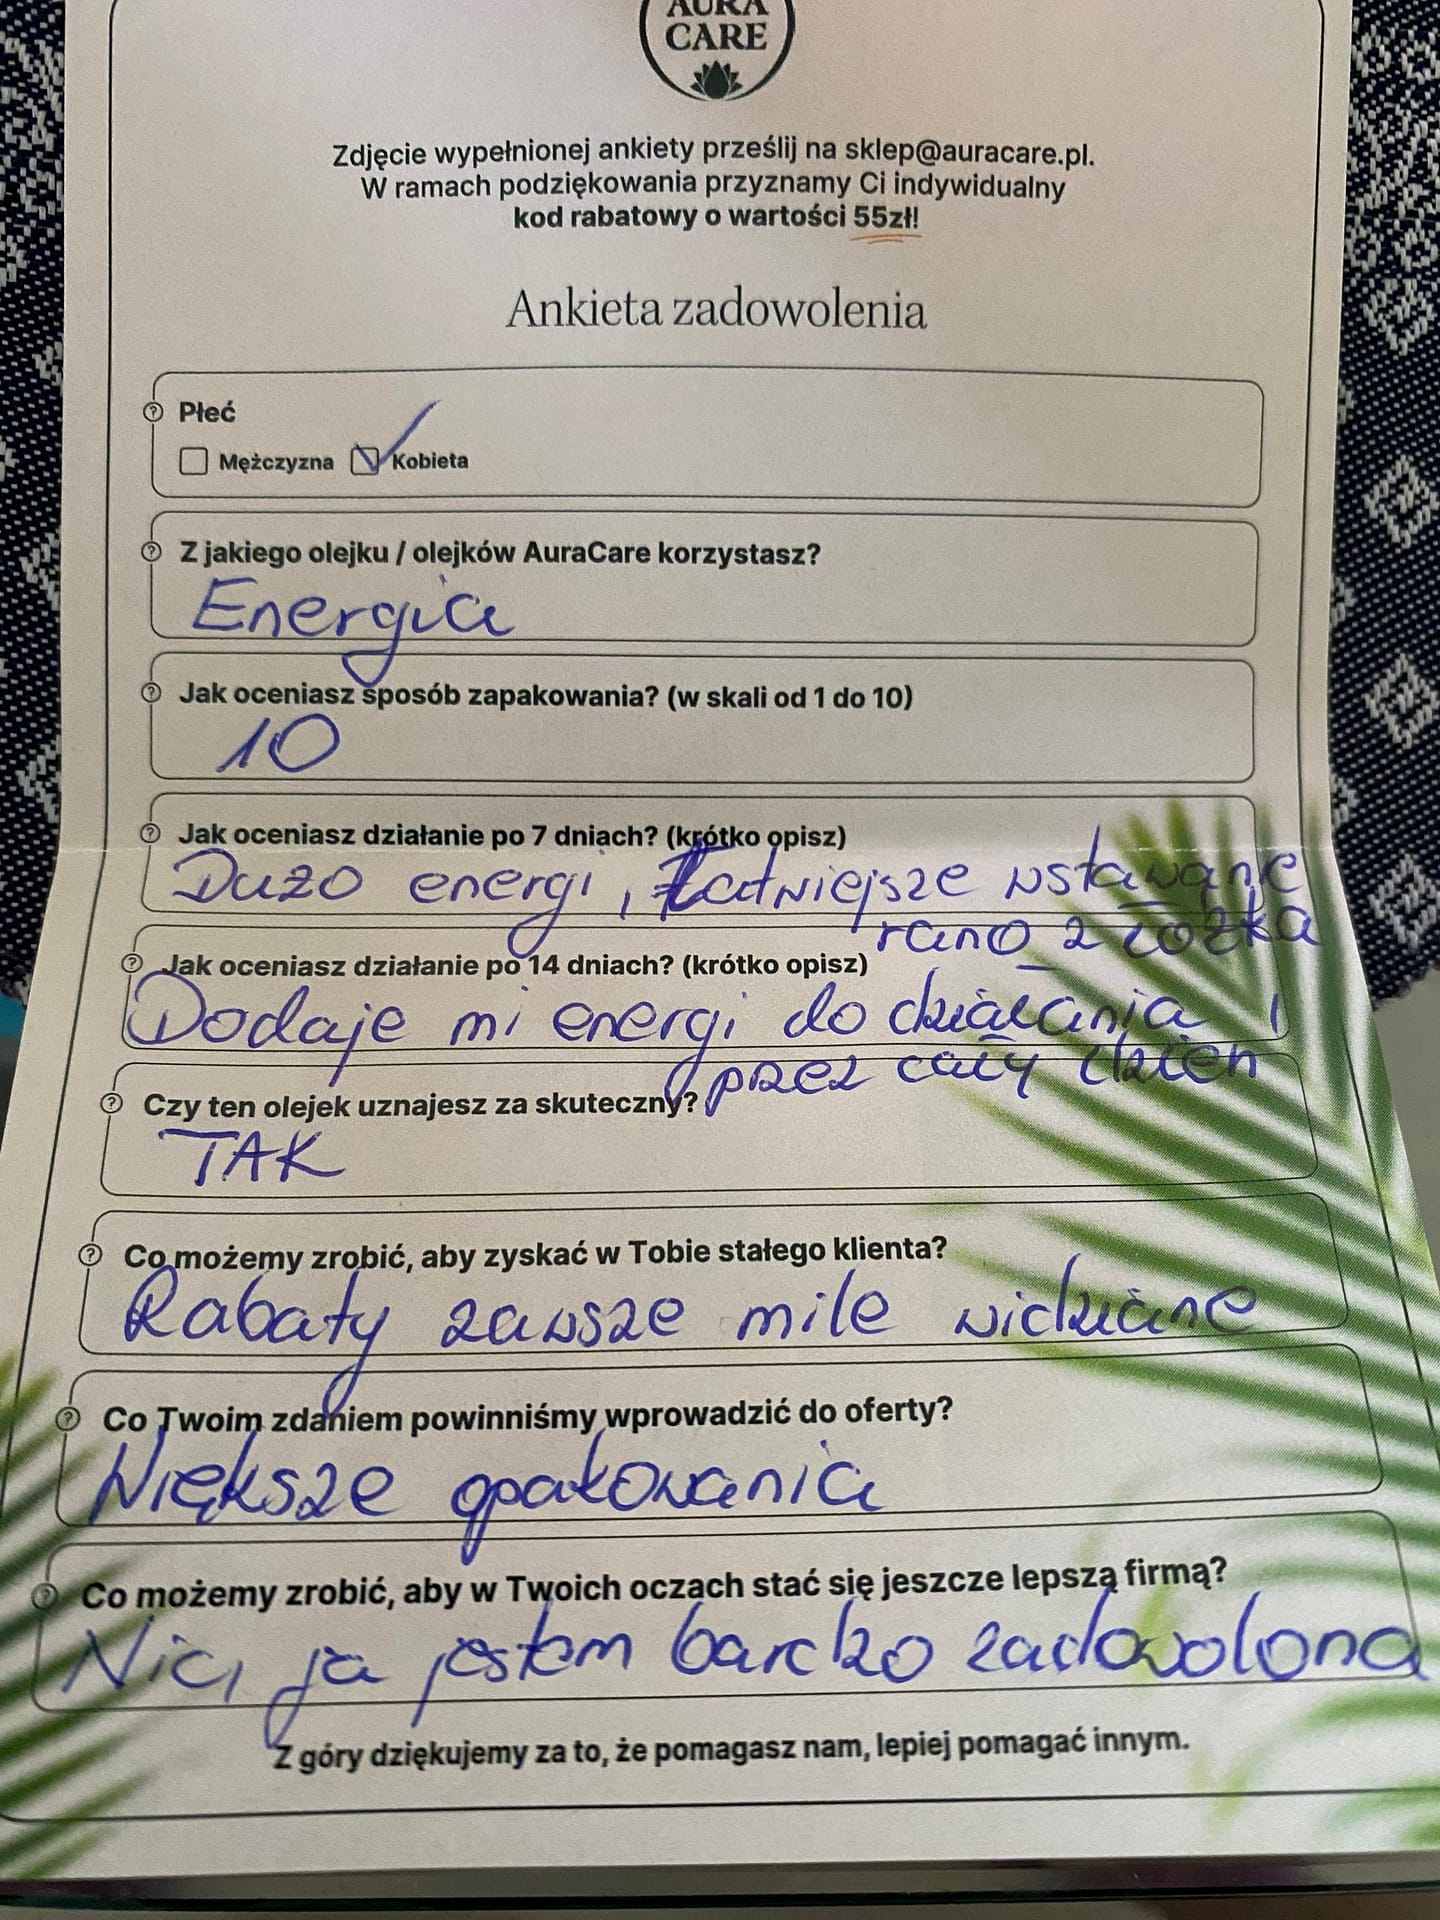 AURA
CARE
Zdjęcie wypełnionej ankiety prześlij na sklep@auracare.pl.
W ramach podziękowania przyznamy Ci indywidualny
kod rabatowy o wartości 55zł!
Ankieta zadowolenia
Płeć
Mężczyzna Kobieta
Z jakiego olejku / olejków AuraCare korzystasz?
Energia
Jak oceniasz sposób zapakowania? (w skali od 1 do 10)
10
Jak oceniasz działanie po 7 dniach? (krótko opisz)
Dużo energi, łatwiejsze wstawanie
rano z łóżka
Jak oceniasz działanie po 14 dniach? (krótko opisz)
Dodaje mi energi do działania
przez cały dzień
Czy ten olejek uznajesz za skuteczny?
TAK
Co możemy zrobić, aby zyskać w Tobie stałego klienta?
Rabaty zawsze mile widziane
Co Twoim zdaniem powinniśmy wprowadzić do oferty?
Większe opakowania
Co możemy zrobić, aby w Twoich oczach stać się jeszcze lepszą firmą?
Nic, ja jestem bardzo zadowolona
Z góry dziękujemy za to, że pomagasz nam, lepiej pomagać innym.